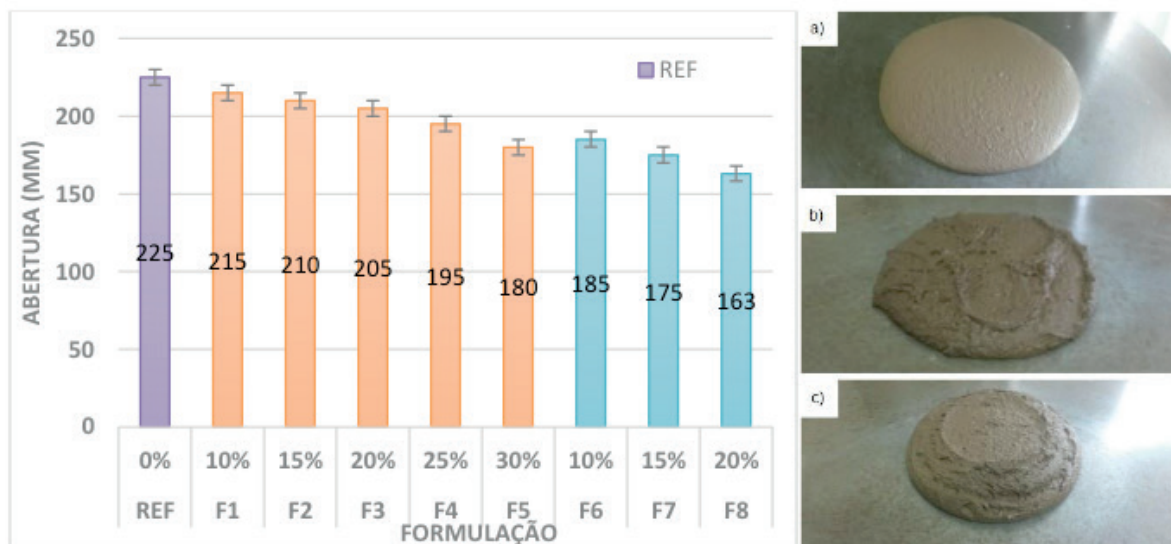 250
200
150
100
50
0
ABERTURA (MM)
REF
225
215
210
205
195
180
185
175
163
0% 10% 15% 20% 25% 30% 10% 15% 20%
REF F1 F2 F3 F4 F5 F6 F7 F8
FORMULAÇÃO
a)
b)
c)